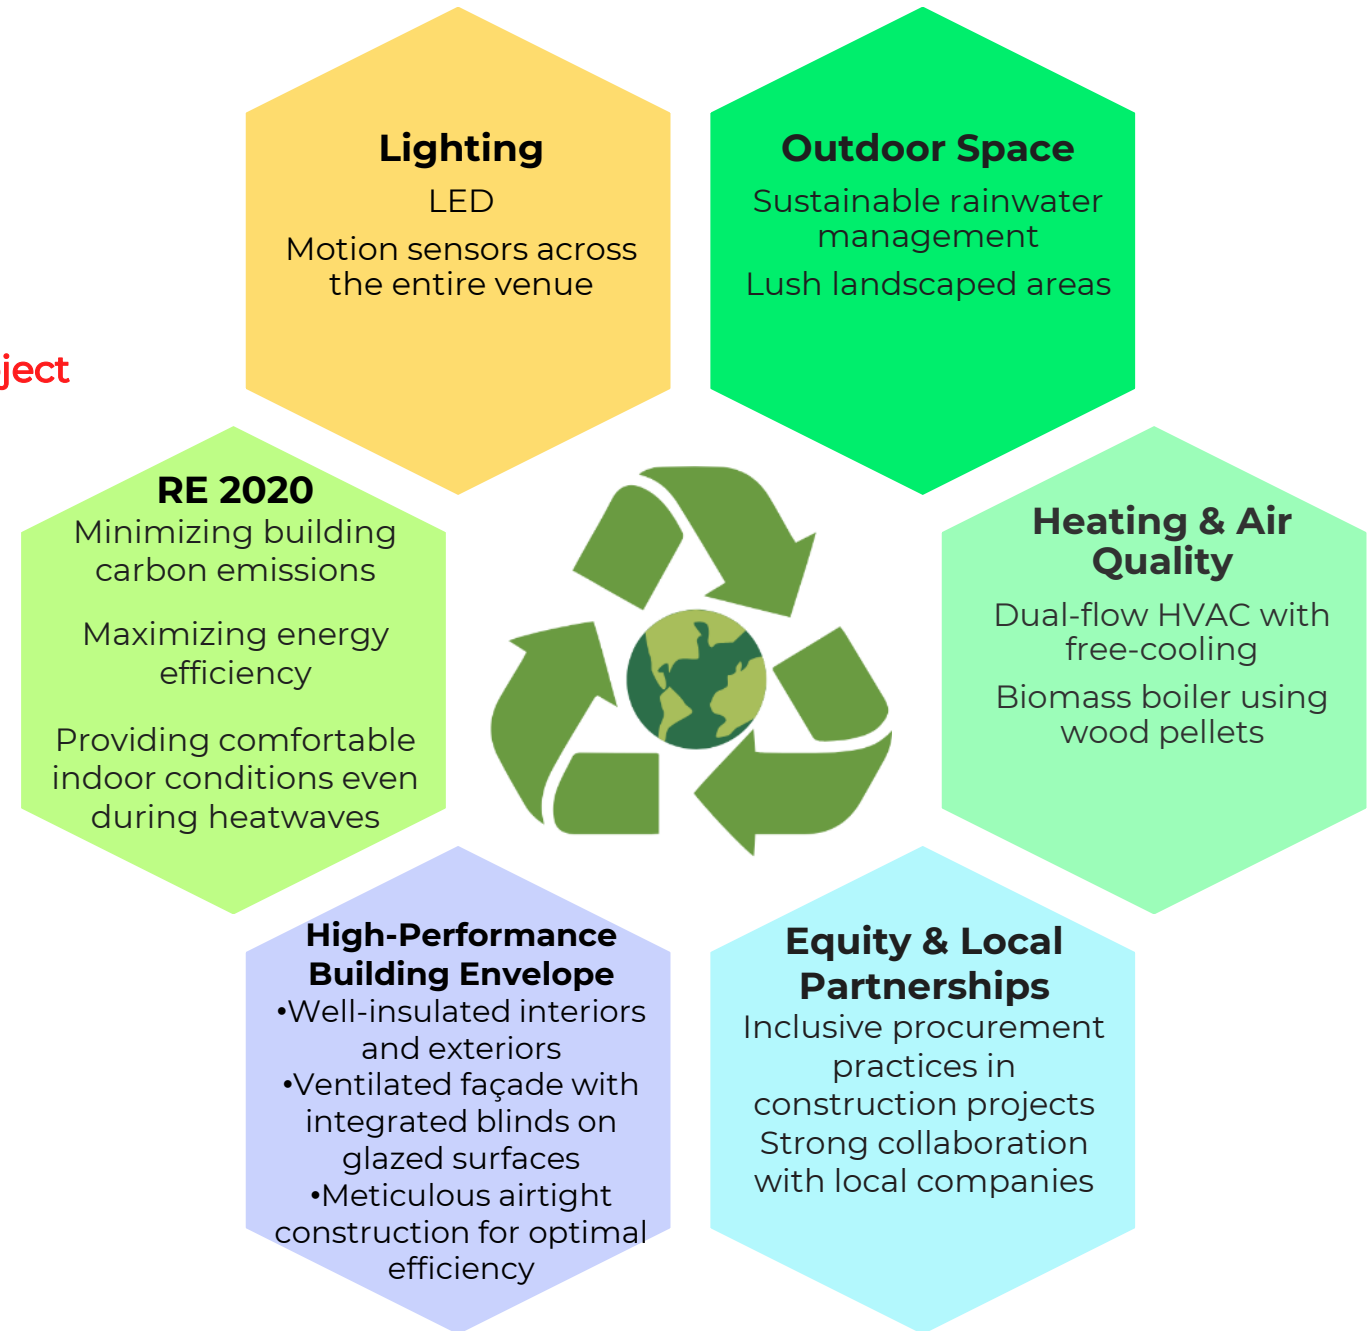 Lighting
LED
Motion sensors across
the entire venue
Outdoor Space
Sustainable rainwater
management
Lush landscaped areas
ject
RE 2020
Minimizing building
carbon emissions
Maximizing energy
efficiency
Providing comfortable
indoor conditions even
during heatwaves
Heating & Air
Quality
Dual-flow HVAC with
free-cooling
Biomass boiler using
wood pellets
High-Performance
Building Envelope
•Well-insulated interiors
and exteriors
•Ventilated façade with
integrated blinds on
glazed surfaces
•Meticulous airtight
construction for optimal
efficiency
Equity & Local
Partnerships
Inclusive procurement
practices in
construction projects
Strong collaboration
with local companies